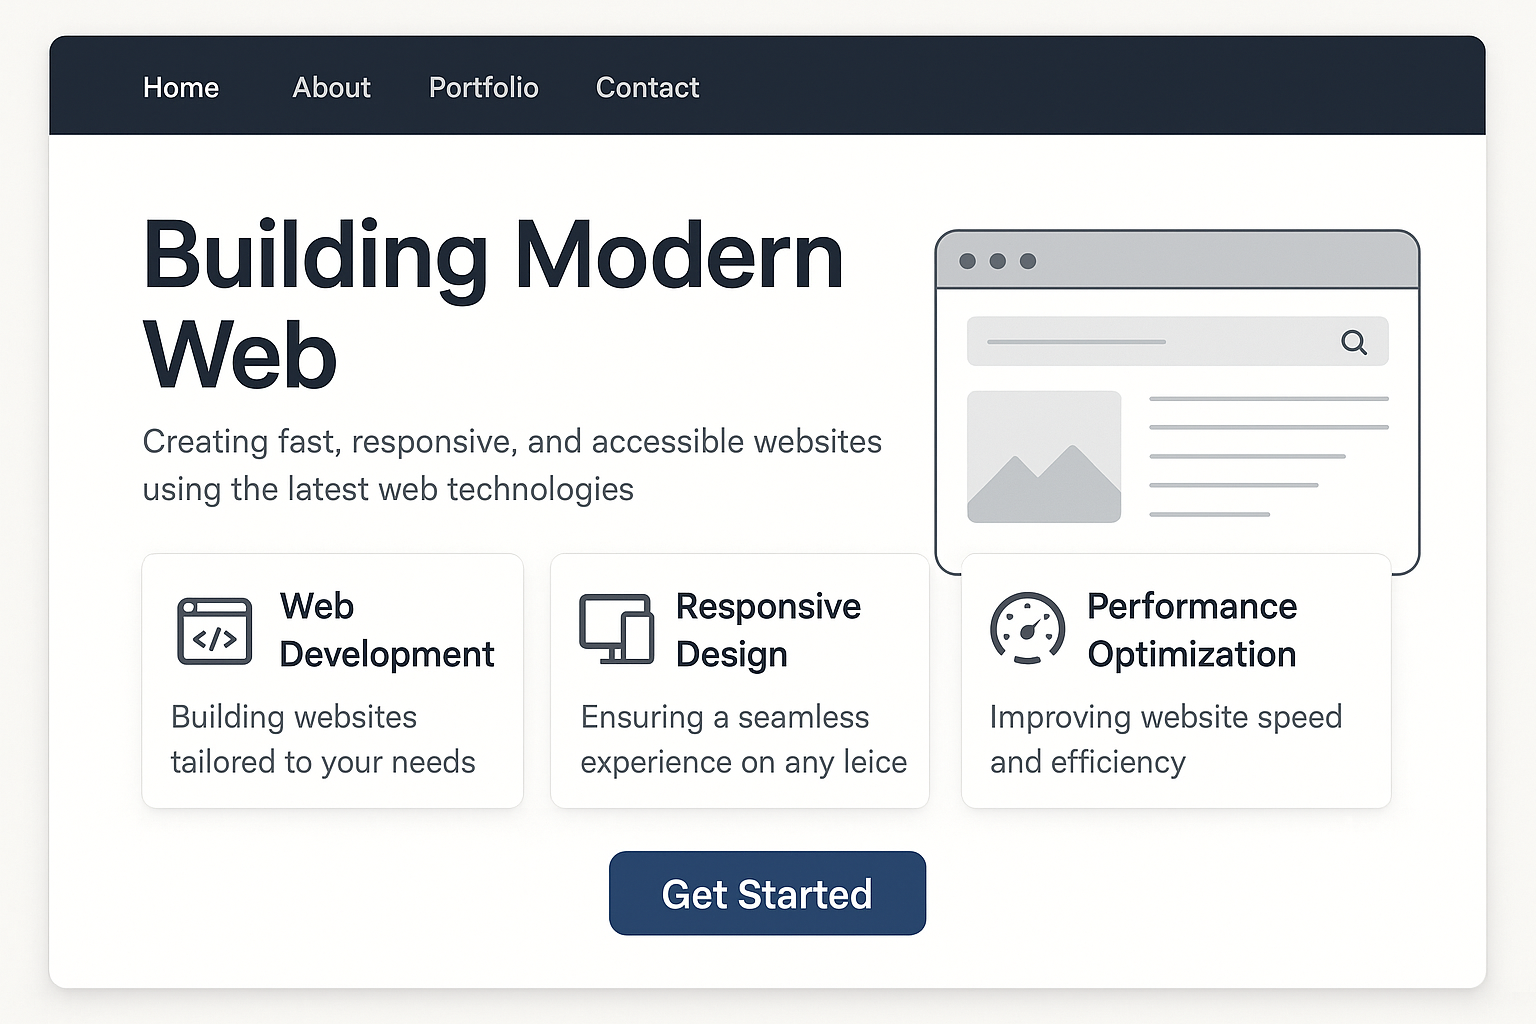 Home About Portfolio Contact
Building Modern
Web
Creating fast, responsive, and accessible websites
using the latest web technologies
Web
Development
Building websites
tailored to your needs
Responsive
Design
Ensuring a seamless
experience on any leice
Performance
Optimization
Improving website speed
and efficiency
Get Started